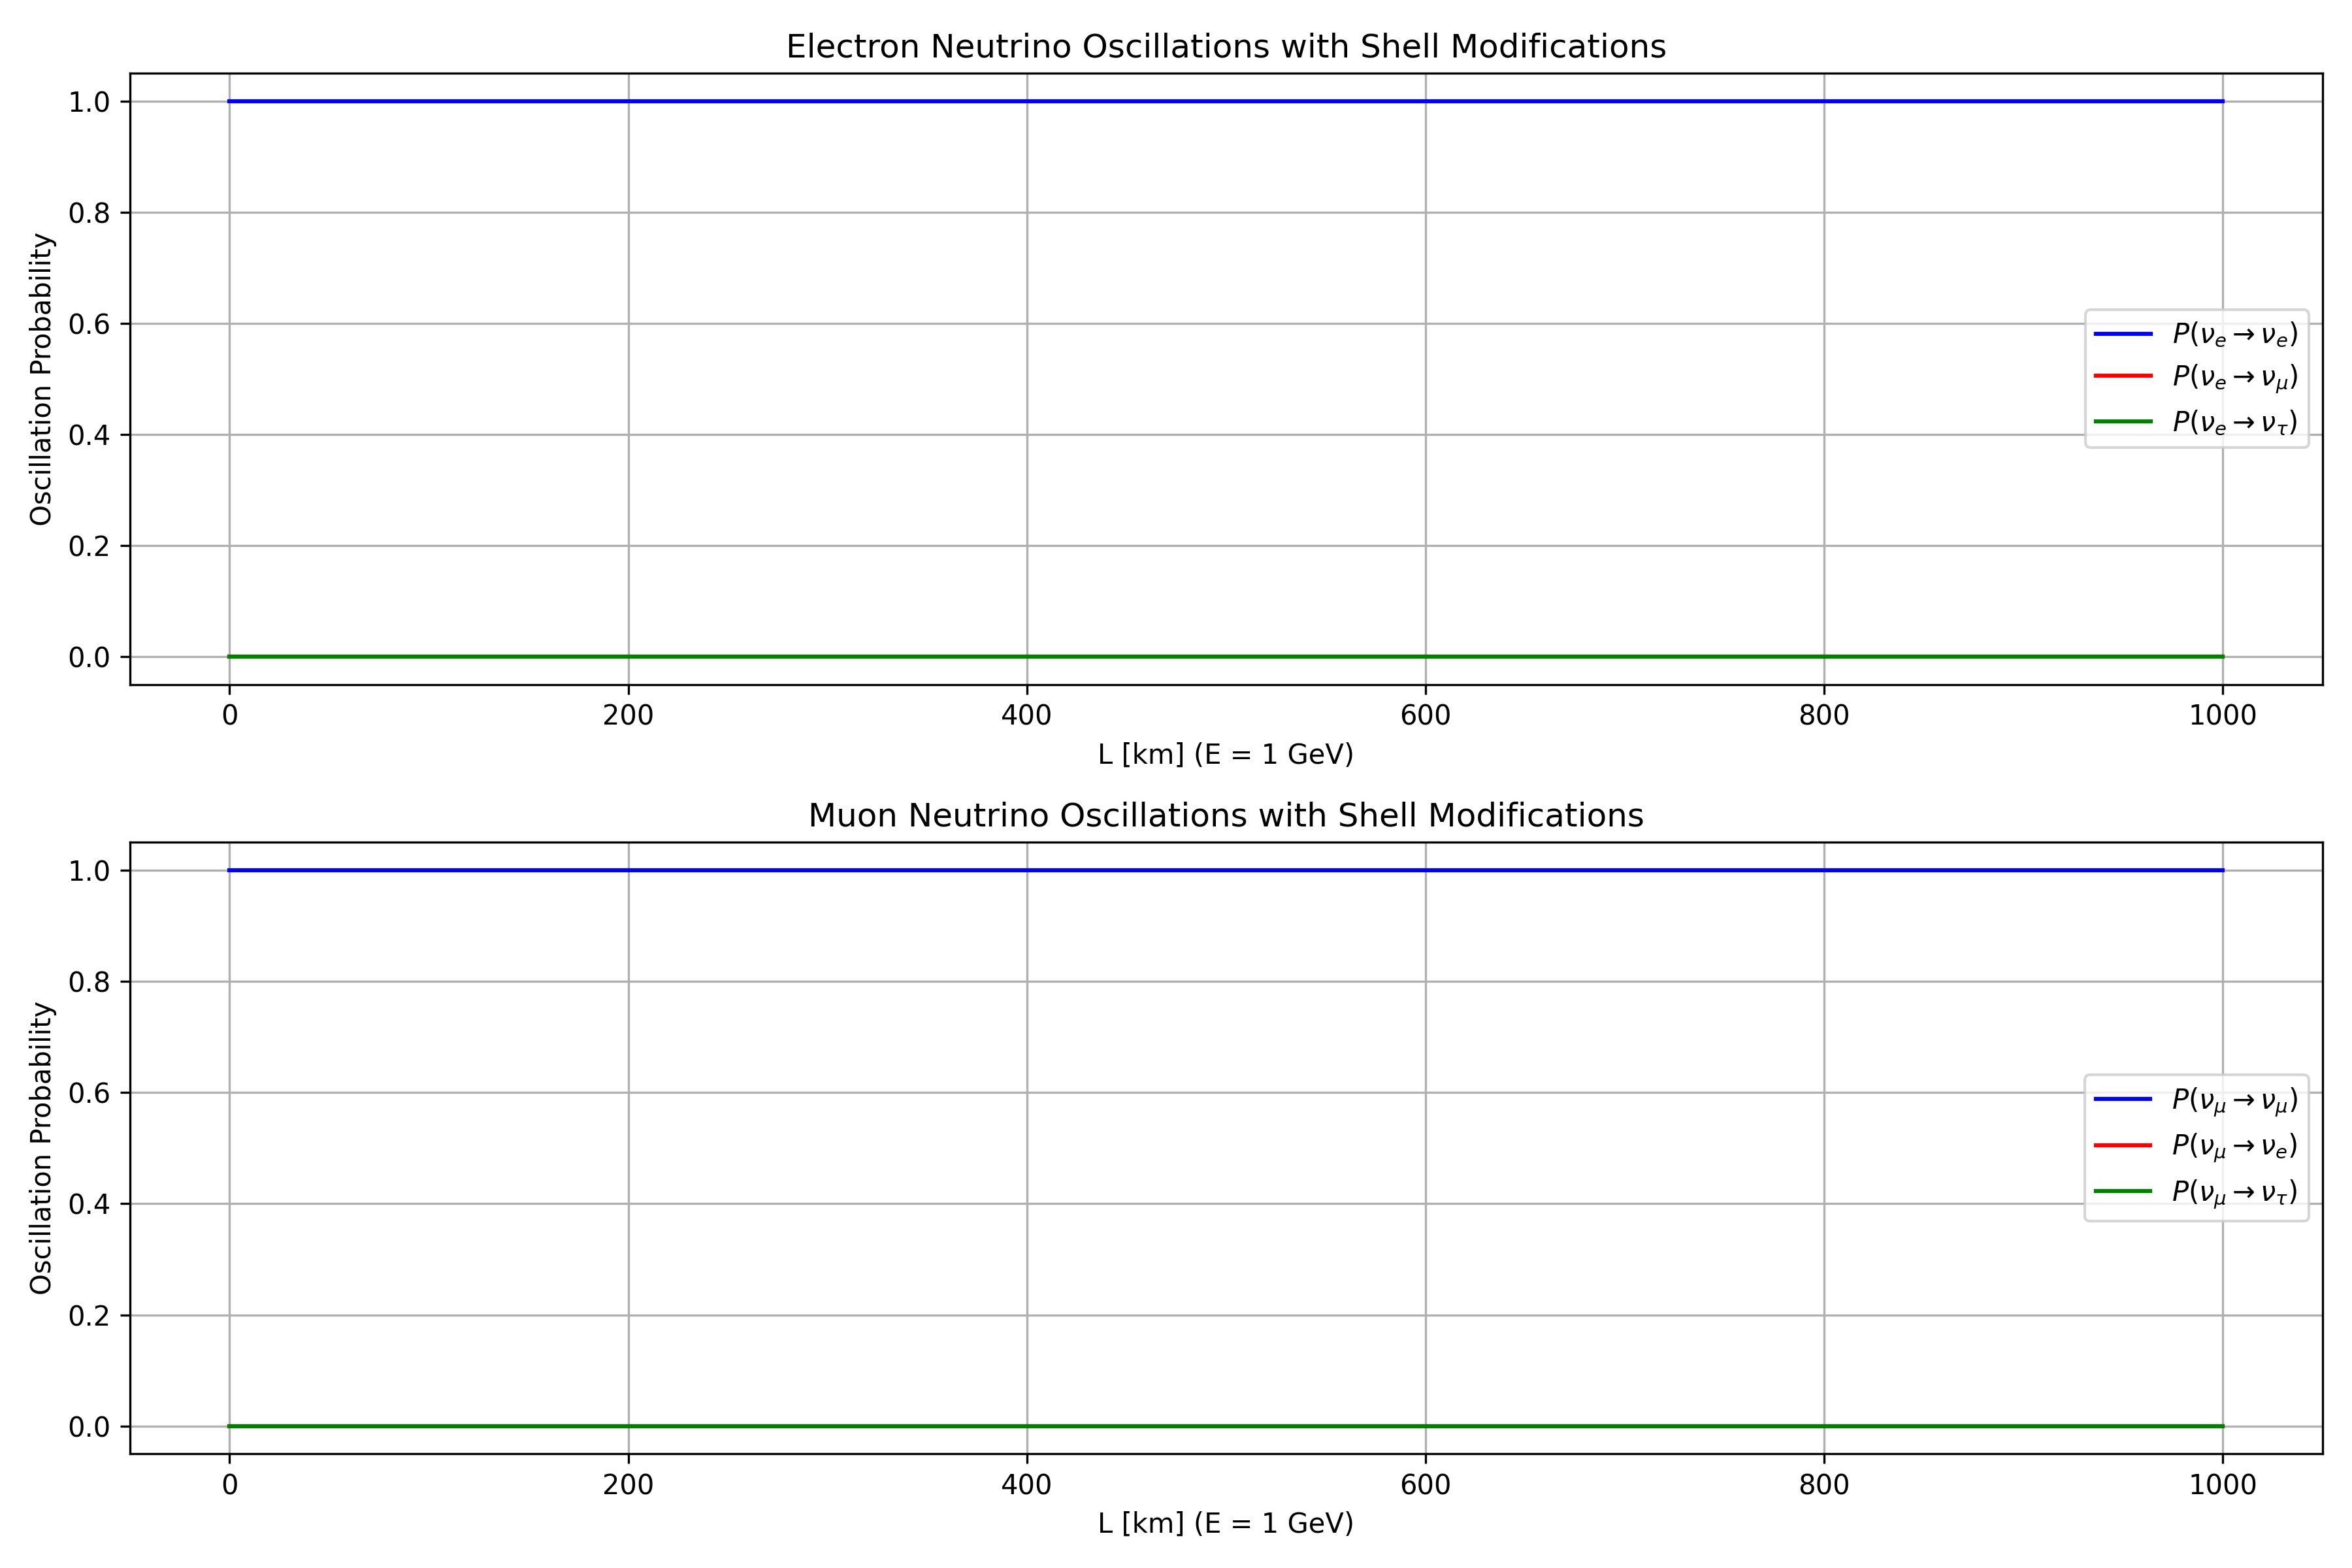 Electron Neutrino Oscillations with Shell Modifications
Oscillation Probability
1.0
0.8
0.6
0.4
0.2
0.0
P(νe → νe)
P(νe → νμ)
P(νe → ντ)
0 200 400 600 800 1000
L [km] (E = 1 GeV)
Muon Neutrino Oscillations with Shell Modifications
Oscillation Probability
1.0
0.8
0.6
0.4
0.2
0.0
P(νμ → νμ)
P(νμ → νe)
P(νμ → ντ)
0 200 400 600 800 1000
L [km] (E = 1 GeV)